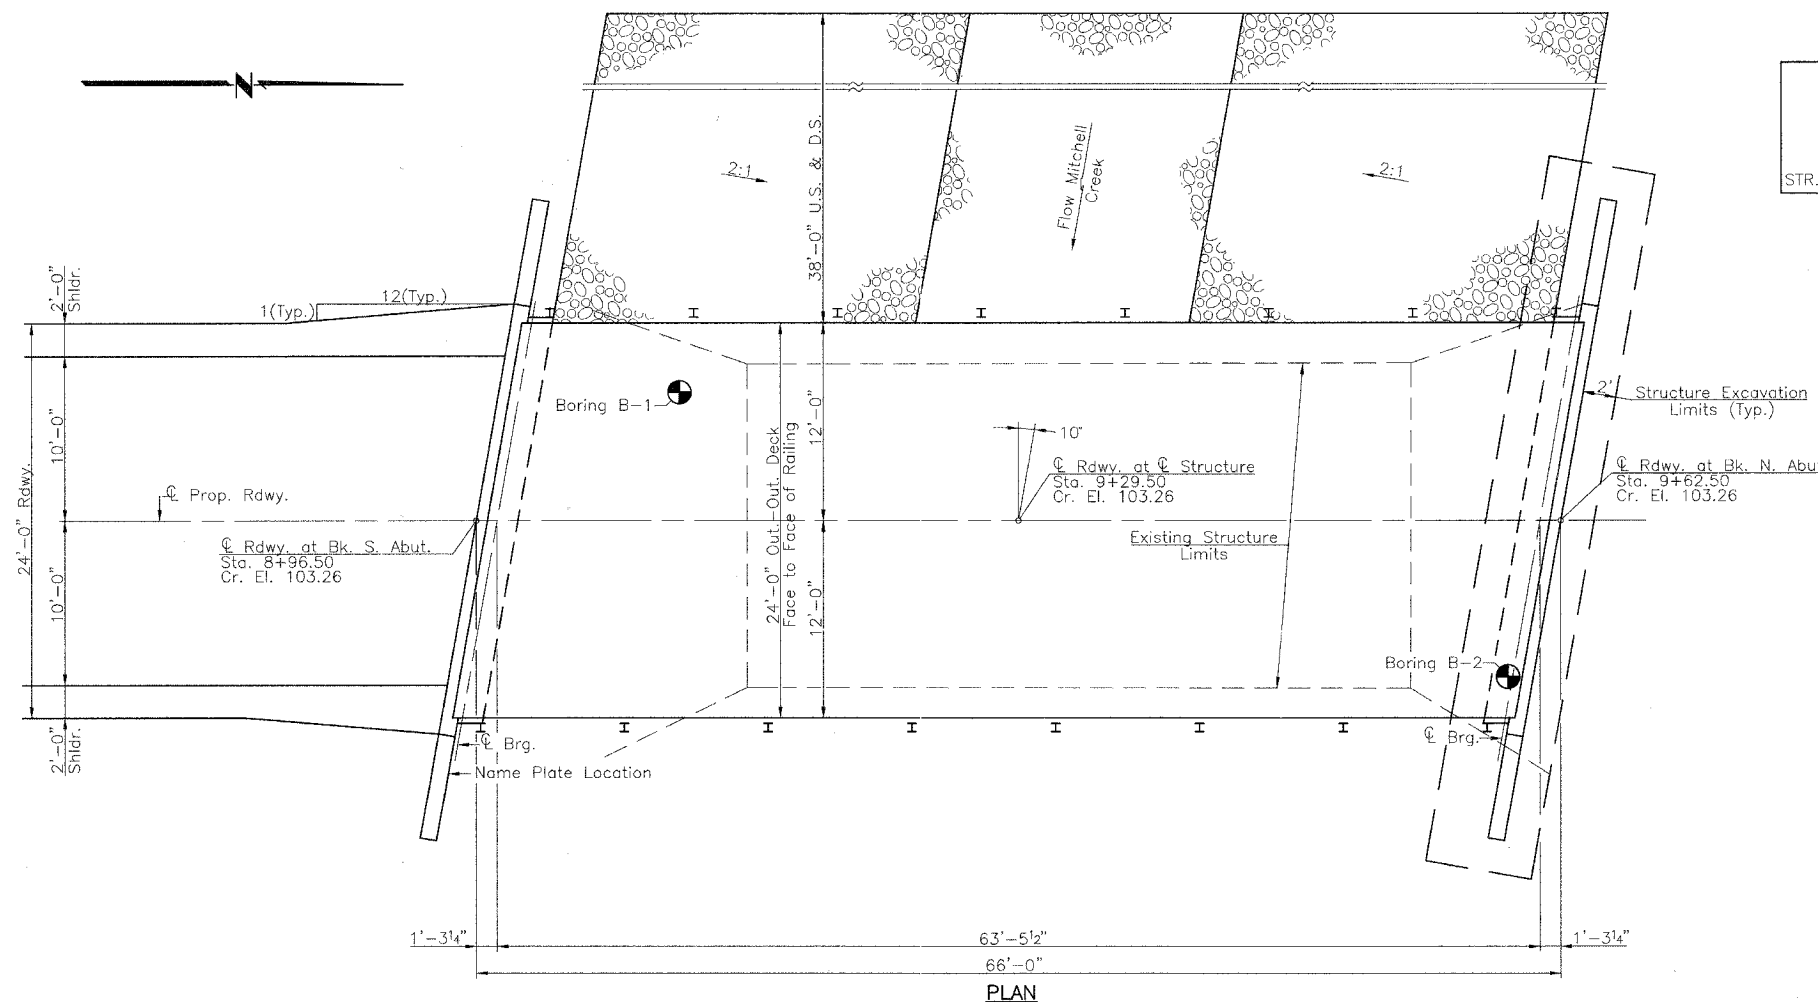 N
STR.
38'-0" U.S. & D.S.
2:1
Flow Mitchell
Creek
2:1
2'-0"
Shldr.
1(Typ.)
12(Typ.)
24'-0" Rdwy.
10'-0"
10'-0"
2'-0"
Shldr.
Boring B-1
12'-0"
24'-0" Out.-Out. Deck
Face to Face of Railing
12'-0"
10°
2'
Structure Excavation
Limits (Typ.)
℄ Rdwy. at ℄ Structure
Sta. 9+29.50
Cr. El. 103.26
℄ Rdwy. at Bk. N. Abu
Sta. 9+62.50
Cr. El. 103.26
℄ Prop. Rdwy.
℄ Rdwy. at Bk. S. Abut.
Sta. 8+96.50
Cr. El. 103.26
Existing Structure
Limits
Boring B-2
℄ Brg.
℄ Brg.
Name Plate Location
1'-3¼"
63'-5½"
1'-3¼"
66'-0"
PLAN